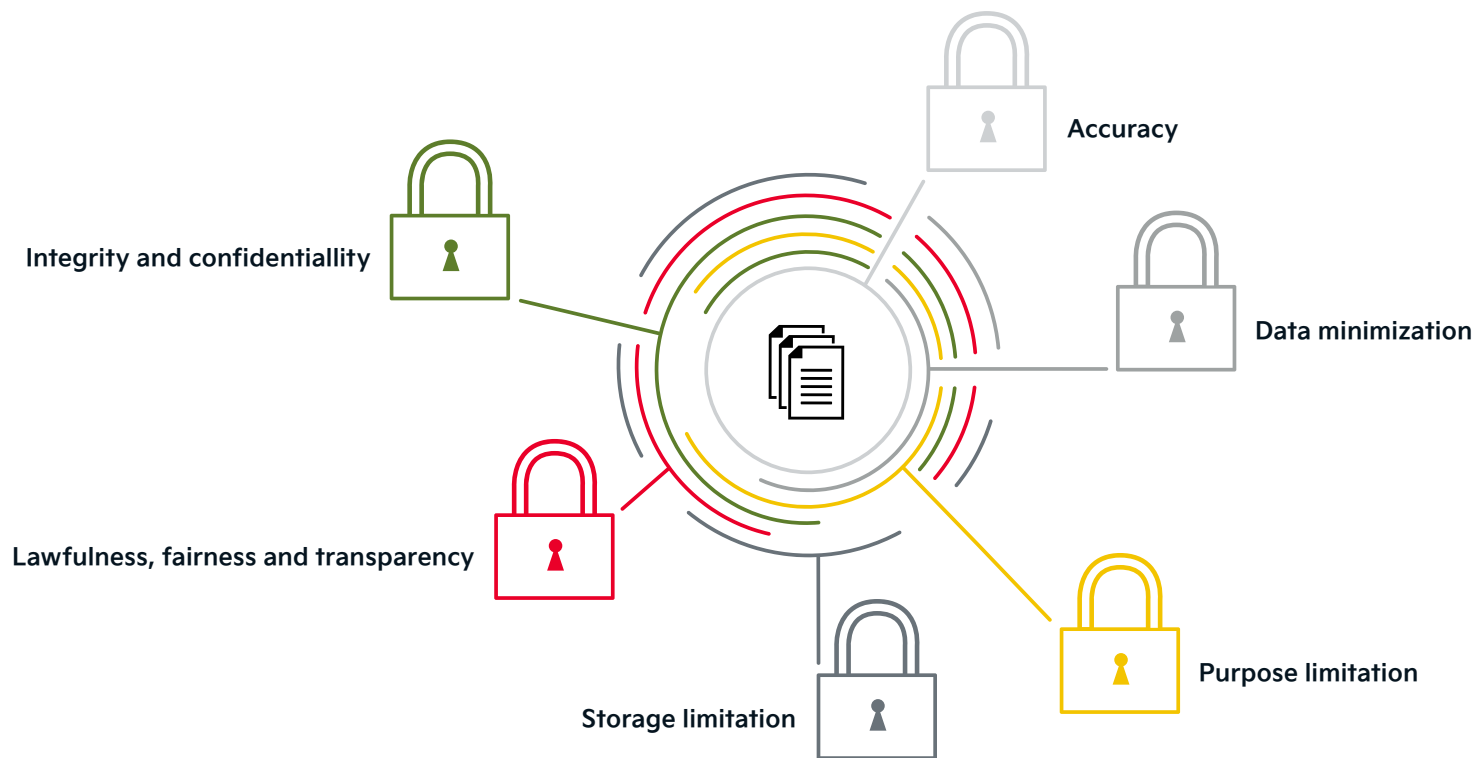 Accuracy
Integrity and confidentiallity
Data minimization
Lawfulness, fairness and transparency
Purpose limitation
Storage limitation